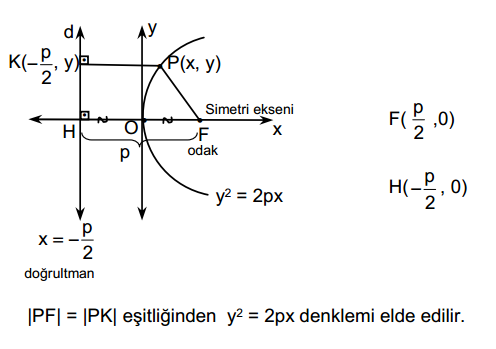 d
y
K(–p/2, y)
P(x, y)
Simetri ekseni
H
O
F
x
p
odak
F( p/2 ,0)
H(–p/2 , 0)
y² = 2px
x = –p/2
doğrultman
|PF| = |PK| eşitliğinden y² = 2px denklemi elde edilir.